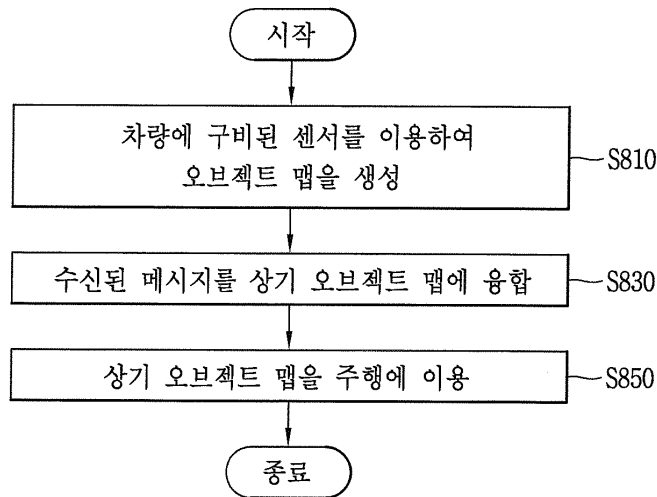 시작
차량에 구비된 센서를 이용하여
오브젝트 맵을 생성
S810
수신된 메시지를 상기 오브젝트 맵에 융합
S830
상기 오브젝트 맵을 주행에 이용
S850
종료